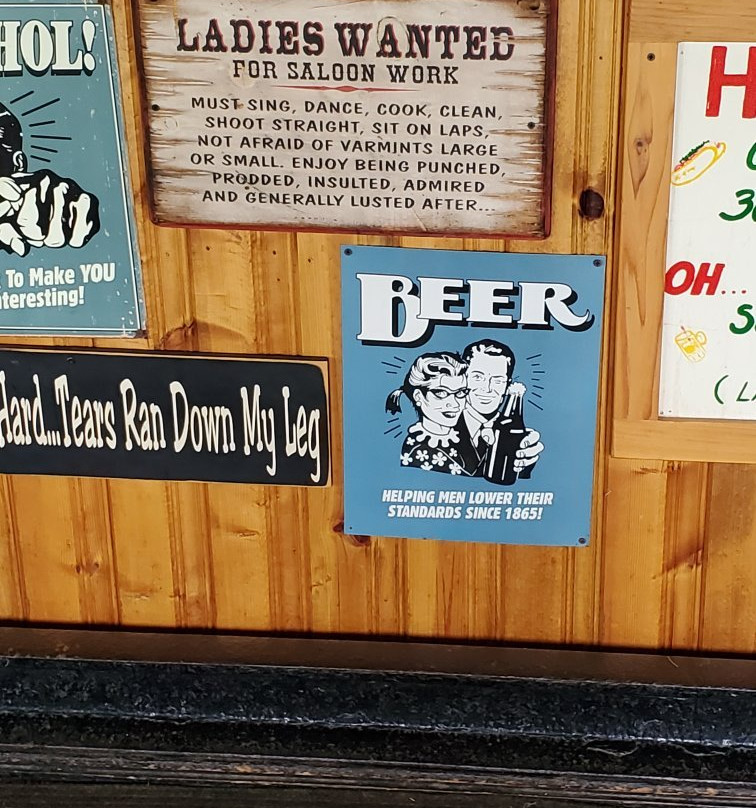 HOL!
To Make YOU
nteresting!
LADIES WANTED
FOR SALOON WORK
MUST SING, DANCE, COOK, CLEAN,
SHOOT STRAIGHT, SIT ON LAPS,
NOT AFRAID OF VARMINTS LARGE
OR SMALL. ENJOY BEING PUNCHED,
PRODDED, INSULTED, ADMIRED
AND GENERALLY LUSTED AFTER...
Hard...Tears Ran Down My Leg
BEER
HELPING MEN LOWER THEIR
STANDARDS SINCE 1865!
H
OH...
S
(LA